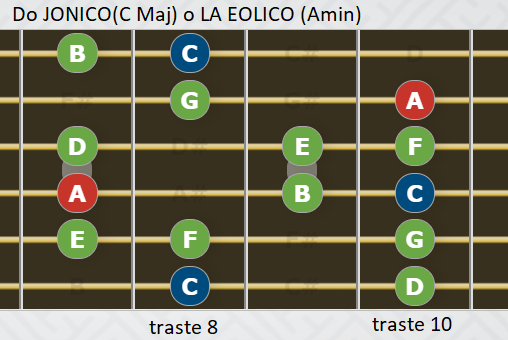 Do JONICO(C Maj) o LA EOLICO (Amin)
B C C# D
F# G G# A
D D# E F
A A# B C
E F F# G
B C C# D
traste 8 traste 10